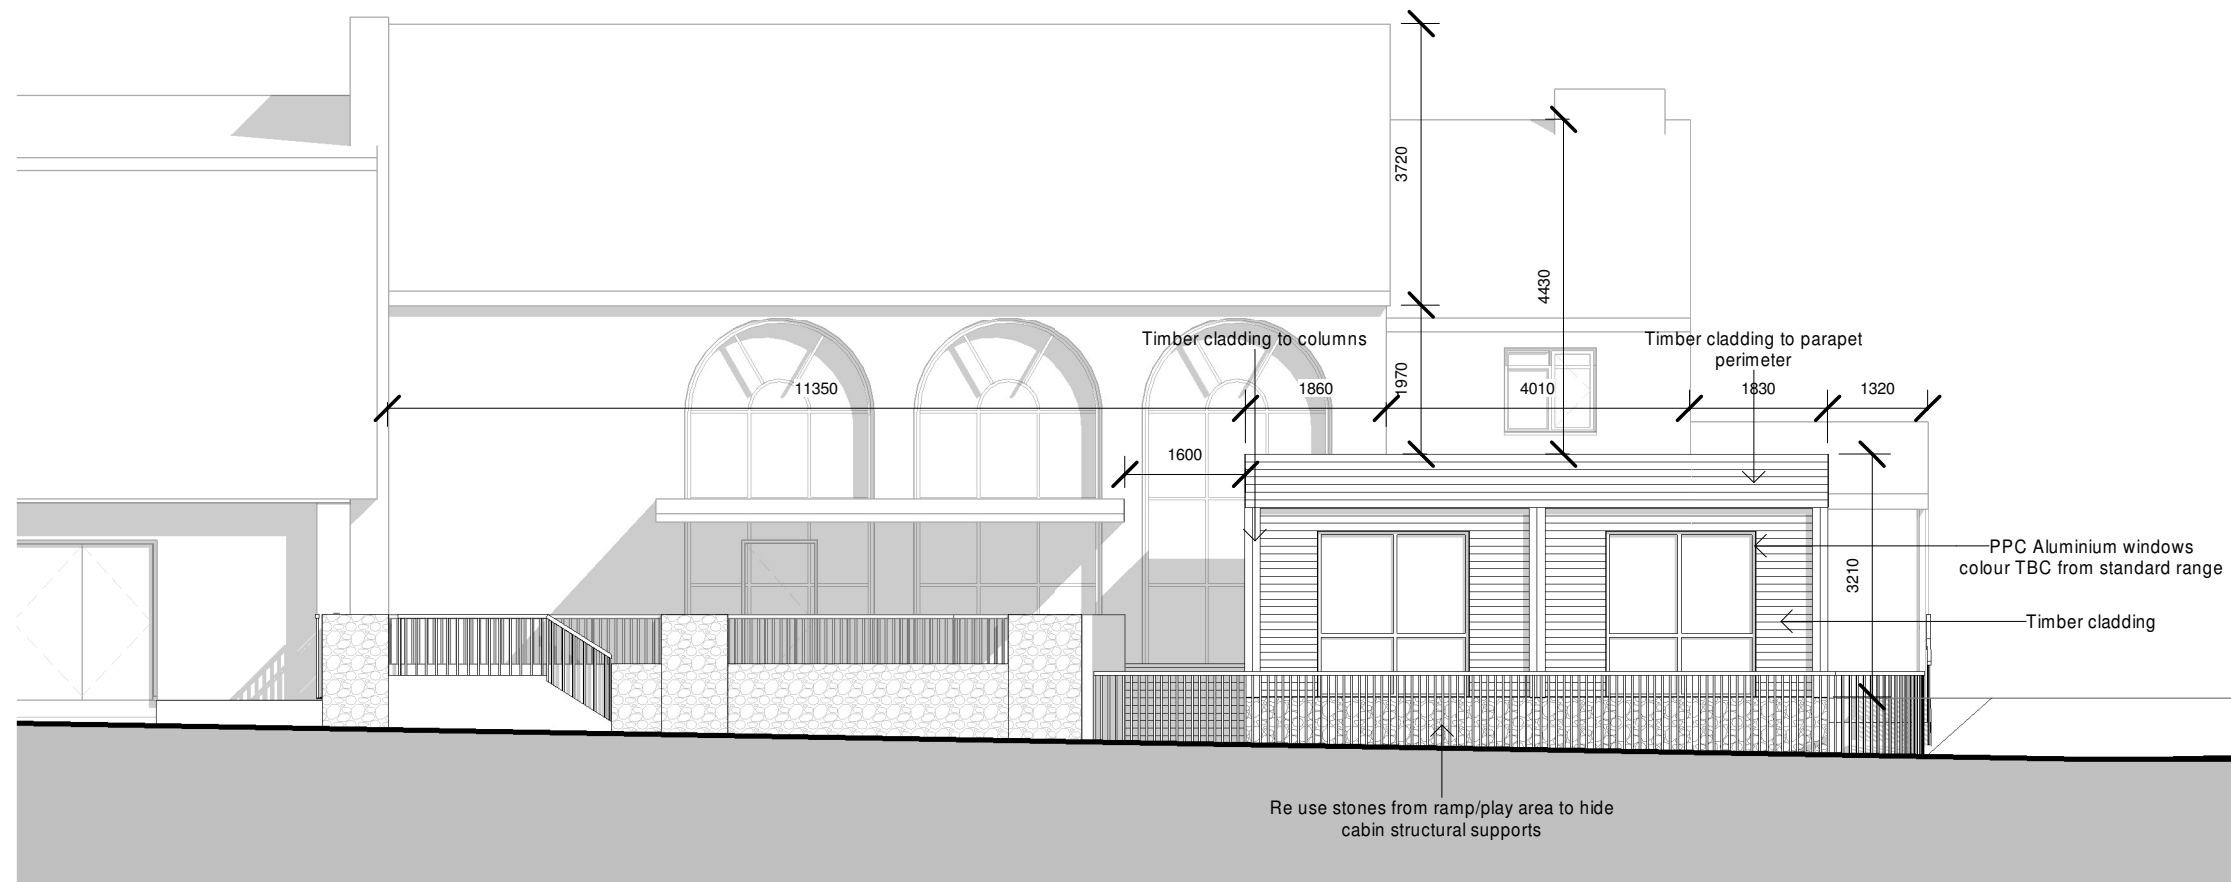 3720
4430
Timber cladding to columns
Timber cladding to parapet
perimeter
1970
11350
1860
4010
1830
1320
1600
PPC Aluminium windows
colour TBC from standard range
3210
Timber cladding
Re use stones from ramp/play area to hide
cabin structural supports